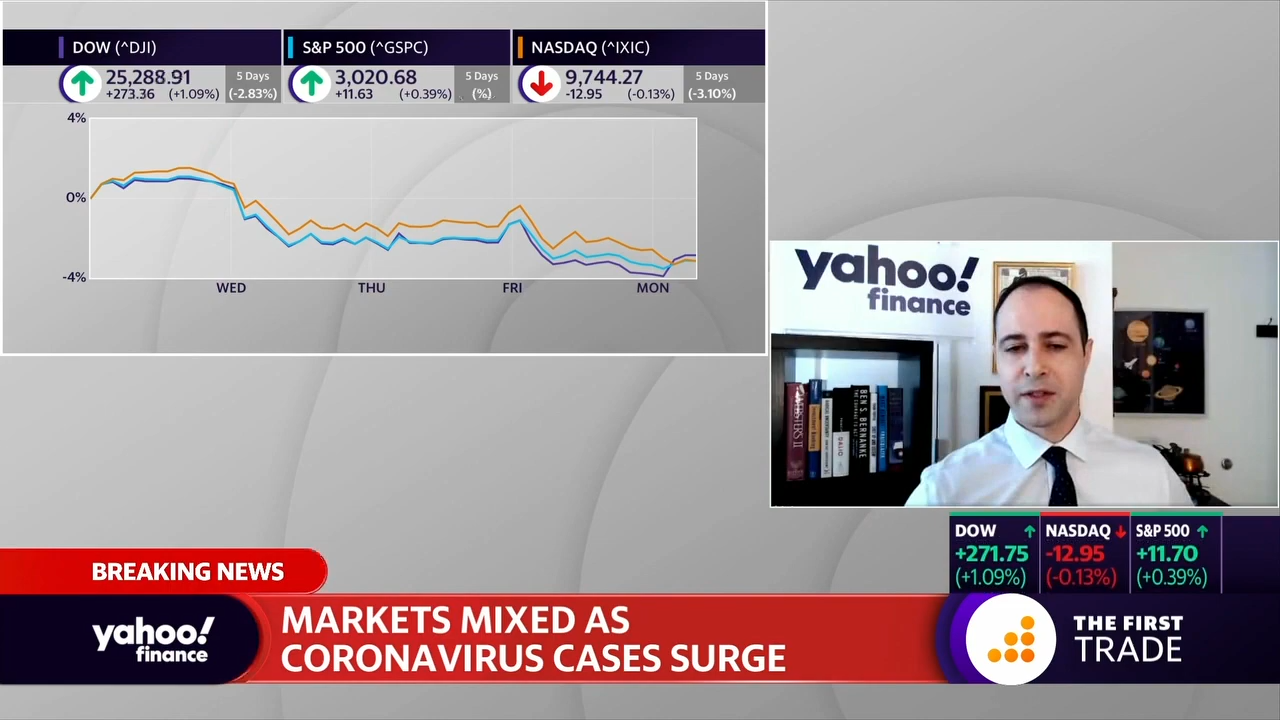 DOW (^DJI)
25,288.91
+273.36 (+1.09%)
5 Days
(-2.83%)
S&P 500 (^GSPC)
3,020.68
+11.63 (+0.39%)
5 Days
(%)
NASDAQ (^IXIC)
9,744.27
-12.95 (-0.13%)
5 Days
(-3.10%)
4%
0%
-4%
WED THU FRI MON
yahoo!
finance
BEN S. BERNANKE
DALIO
DOW
+271.75
(+1.09%)
NASDAQ
-12.95
(-0.13%)
S&P 500
+11.70
(+0.39%)
BREAKING NEWS
yahoo!
finance
MARKETS MIXED AS
CORONAVIRUS CASES SURGE
THE FIRST
TRADE